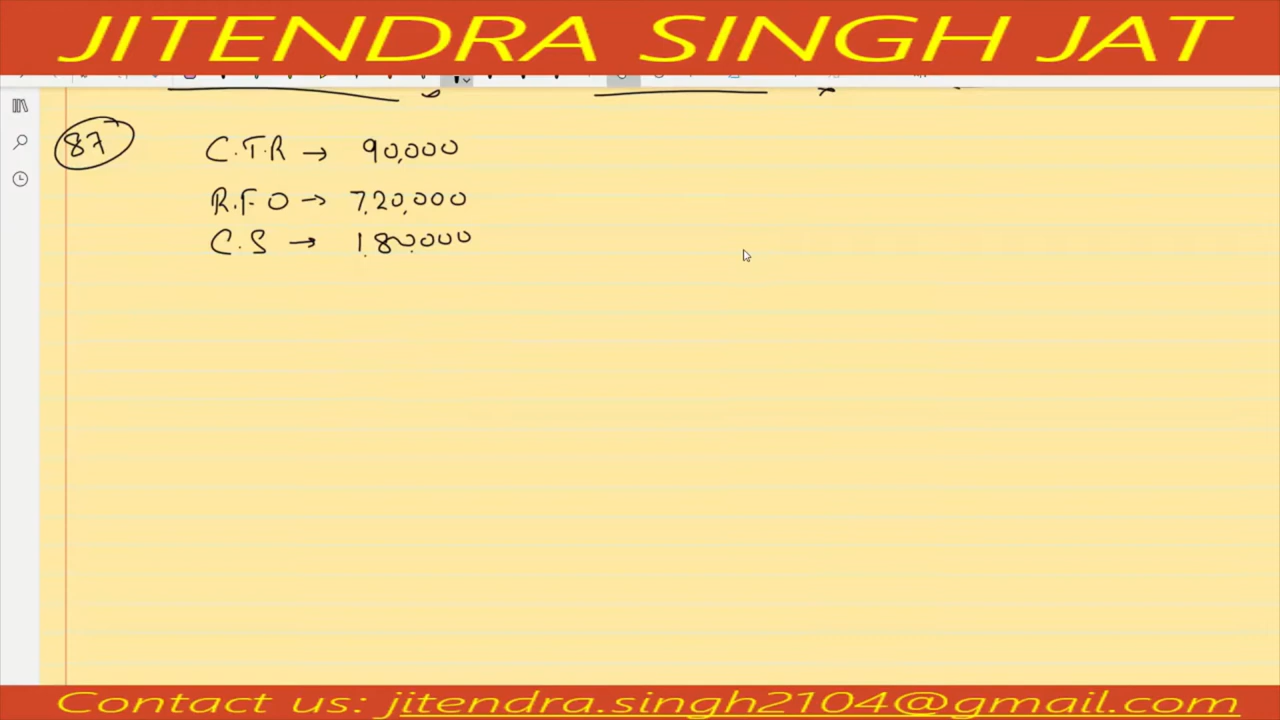 JITENDRA SINGH JAT
87
C.T.R → 90,000
R.F.O → 7,20,000
C.S → 1,80,000
Contact us: jitendra.singh2104@gmail.com